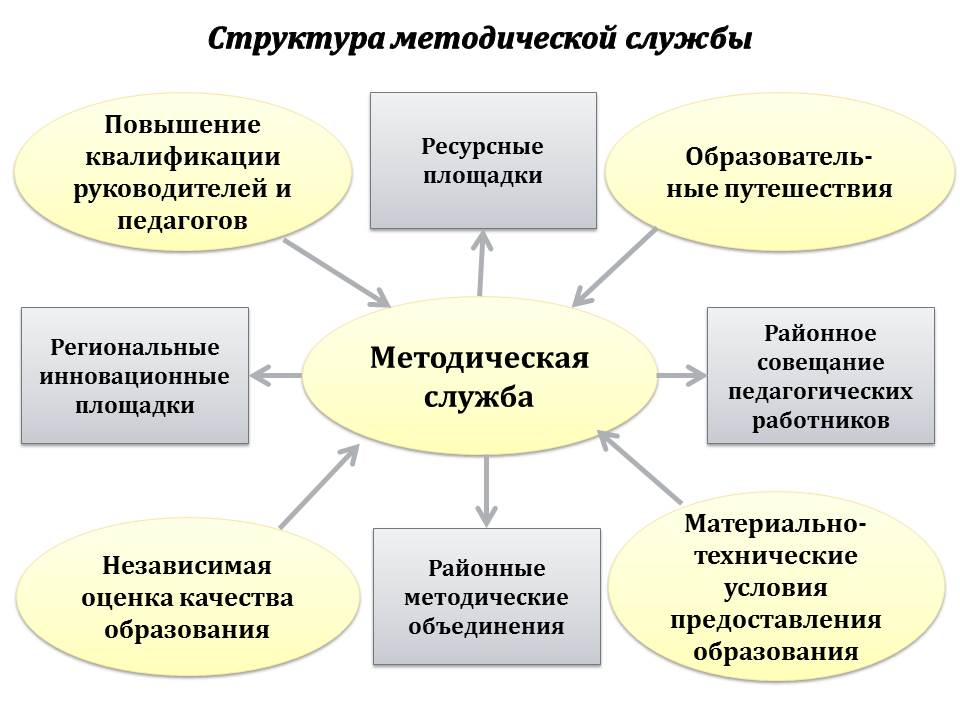 Структура методической службы
Повышение
квалификации
руководителей и
педагогов
Ресурсные
площадки
Образователь-
ные путешествия
Региональные
инновационные
площадки
Методическая
служба
Районное
совещание
педагогических
работников
Независимая
оценка качества
образования
Районные
методические
объединения
Материально-
технические
условия
предоставления
образования